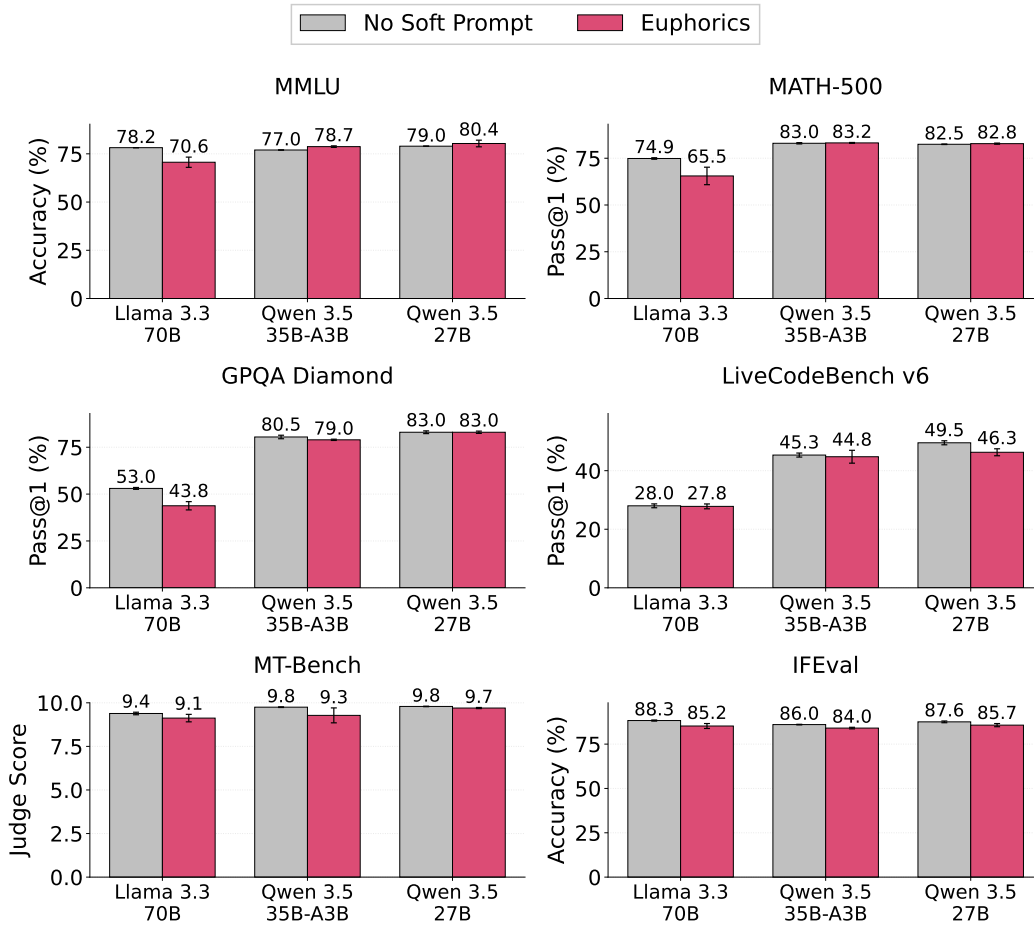 No Soft Prompt Euphorics
MMLU
Accuracy (%)
75
50
25
0
78.2 70.6 77.0 78.7 79.0 80.4
Llama 3.3 Qwen 3.5 Qwen 3.5
70B 35B-A3B 27B
MATH-500
Pass@1 (%)
75
50
25
0
74.9 65.5 83.0 83.2 82.5 82.8
Llama 3.3 Qwen 3.5 Qwen 3.5
70B 35B-A3B 27B
GPQA Diamond
Pass@1 (%)
75
50
25
0
53.0 43.8 80.5 79.0 83.0 83.0
Llama 3.3 Qwen 3.5 Qwen 3.5
70B 35B-A3B 27B
LiveCodeBench v6
Pass@1 (%)
40
20
0
28.0 27.8 45.3 44.8 49.5 46.3
Llama 3.3 Qwen 3.5 Qwen 3.5
70B 35B-A3B 27B
MT-Bench
Judge Score
10.0
7.5
5.0
2.5
0.0
9.4 9.1 9.8 9.3 9.8 9.7
Llama 3.3 Qwen 3.5 Qwen 3.5
70B 35B-A3B 27B
IFEval
Accuracy (%)
75
50
25
0
88.3 85.2 86.0 84.0 87.6 85.7
Llama 3.3 Qwen 3.5 Qwen 3.5
70B 35B-A3B 27B